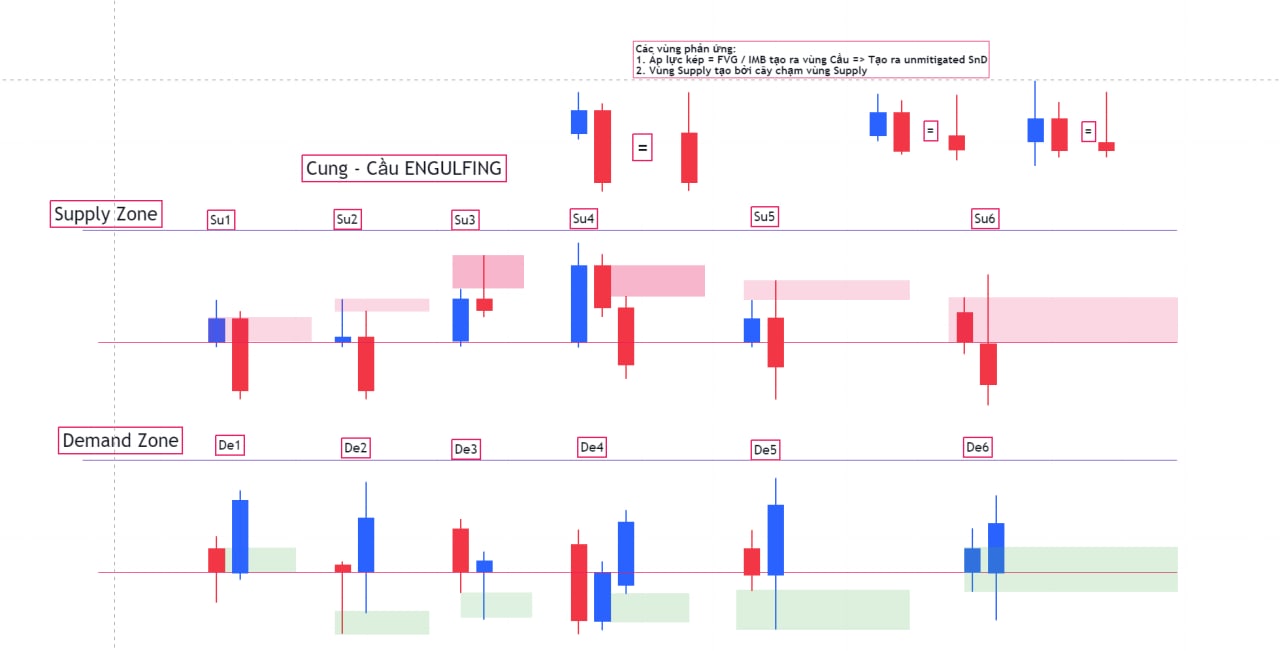 Các vùng phản ứng:
1. Áp lực kép = FVG / IMB tạo ra vùng Cầu => Tạo ra unmitigated SnD
2. Vùng Supply tạo bởi cây chạm vùng Supply
=
=
=
Cung - Cầu ENGULFING
Supply Zone
Su1
Su2
Su3
Su4
Su5
Su6
Demand Zone
De1
De2
De3
De4
De5
De6